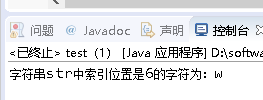 问题 @ Javadoc 声明 控制台
<已终止> test（1）[Java 应用程序] D:\softwa
字符串str中索引位置是6的字符为：w